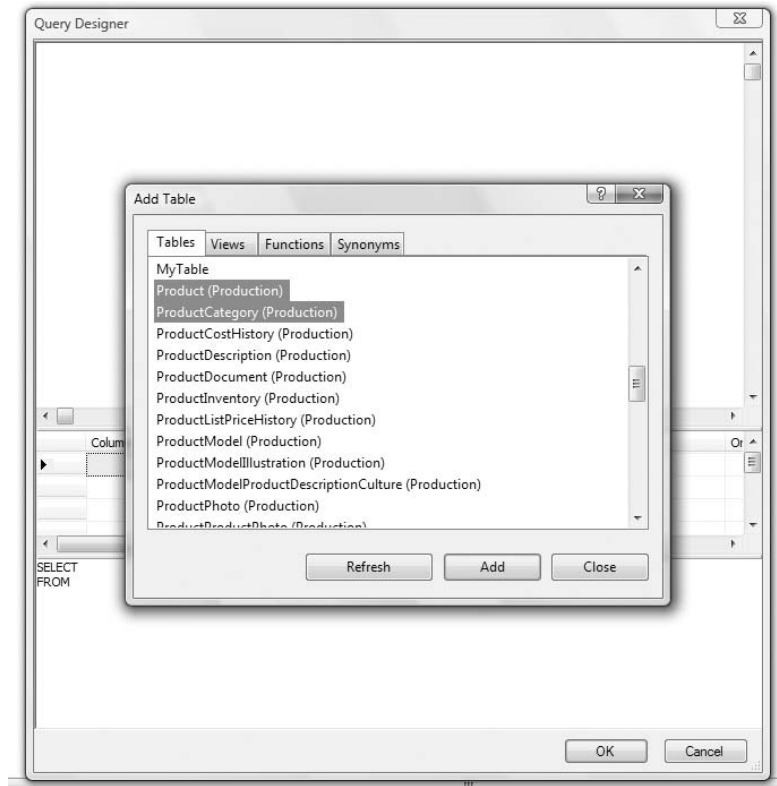 Query Designer
Add Table
Tables Views Functions Synonyms
MyTable
Product (Production)
ProductCategory (Production)
ProductCostHistory (Production)
ProductDescription (Production)
ProductDocument (Production)
ProductInventory (Production)
ProductListPriceHistory (Production)
ProductModel (Production)
ProductModelIllustration (Production)
ProductModelProductDescriptionCulture (Production)
ProductPhoto (Production)
ProductProductPhoto (Production)
Colum
Or
Refresh Add Close
SELECT
FROM
OK Cancel